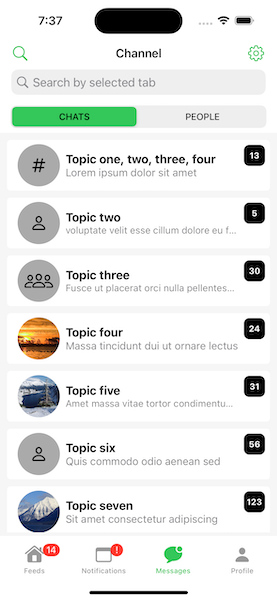 7:37
Channel
Search by selected tab
CHATS PEOPLE
Topic one, two, three, four 13
Lorem ipsum dolor sit amet
Topic two 5
voluptate velit esse cillum dolore eu f...
Topic three 30
Fusce ut placerat orci nulla pellentes...
Topic four 24
Massa tincidunt dui ut ornare lectus
Topic five 31
Amet massa vitae tortor condimentu...
Topic six 56
Quis commodo odio aenean sed
Topic seven 123
Sit amet consectetur adipiscing
14 !
Feeds Notifications Messages Profile